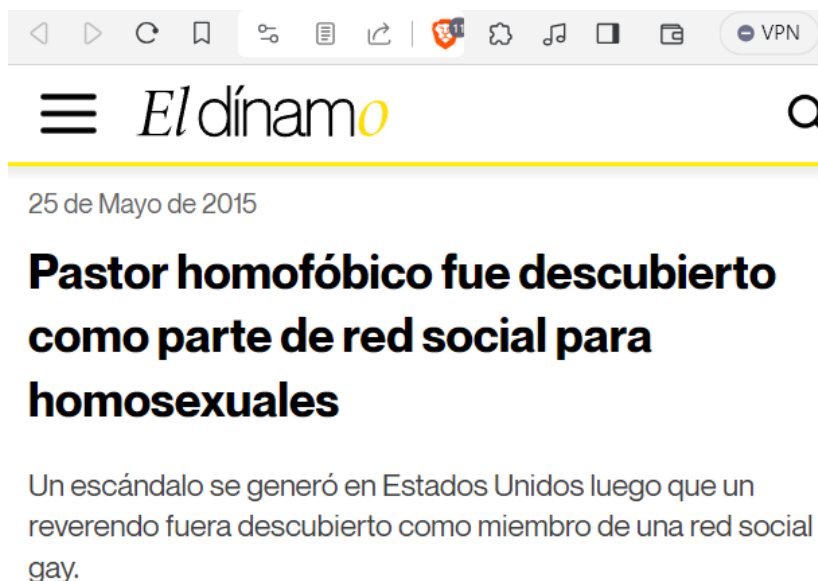 11
VPN
El dínamo
25 de Mayo de 2015
Pastor homofóbico fue descubierto
como parte de red social para
homosexuales
Un escándalo se generó en Estados Unidos luego que un
reverendo fuera descubierto como miembro de una red social
gay.